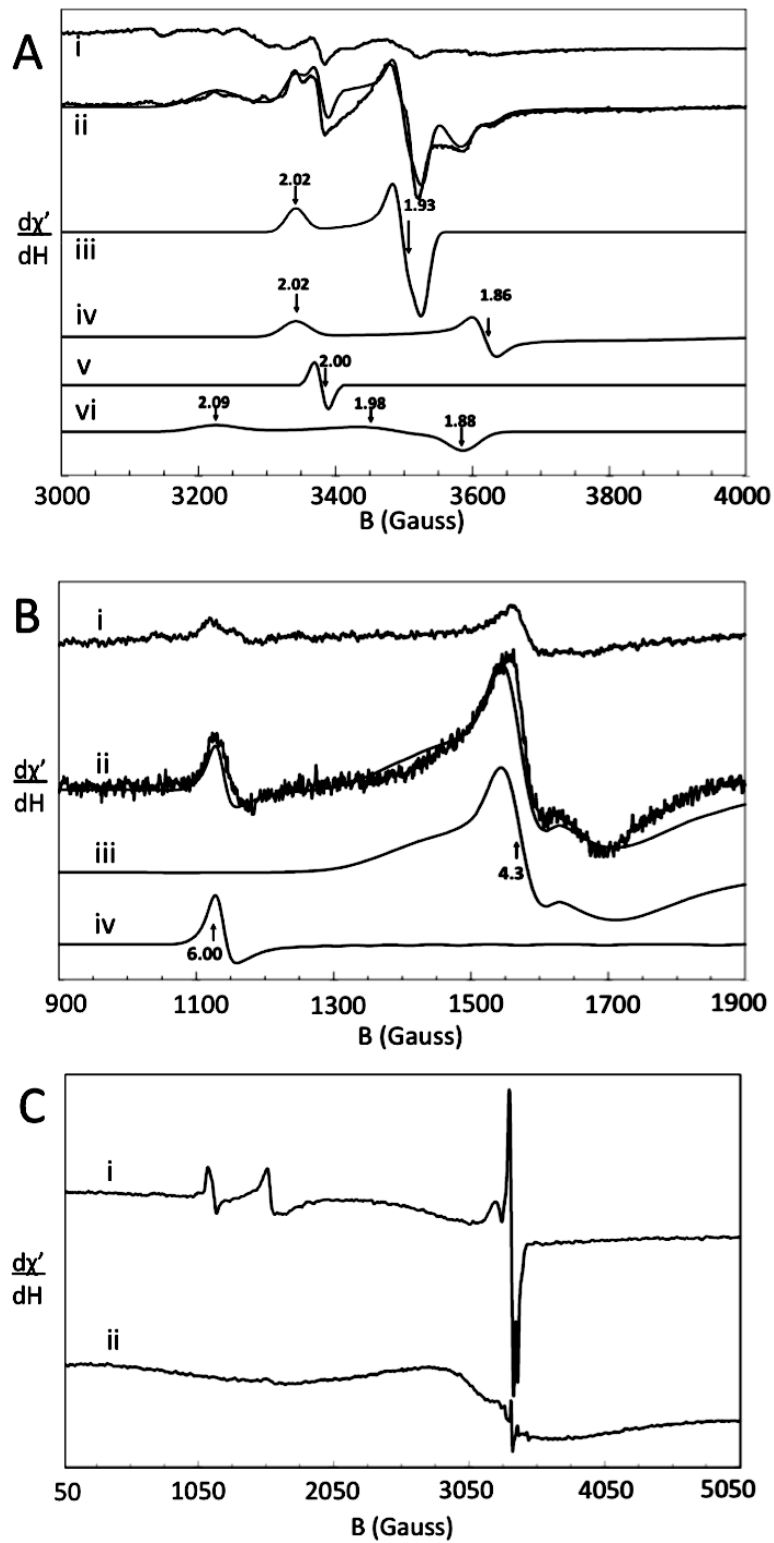 A
i
ii
2.02
1.93
dχ'
dH
iii
2.02
1.86
iv
v
2.00
2.09
1.98
1.88
vi
3000 3200 3400 3600 3800 4000
B (Gauss)
B
i
ii
dχ'
dH
iii
4.3
iv
6.00
900 1100 1300 1500 1700 1900
B (Gauss)
C
i
dχ'
dH
ii
50 1050 2050 3050 4050 5050
B (Gauss)